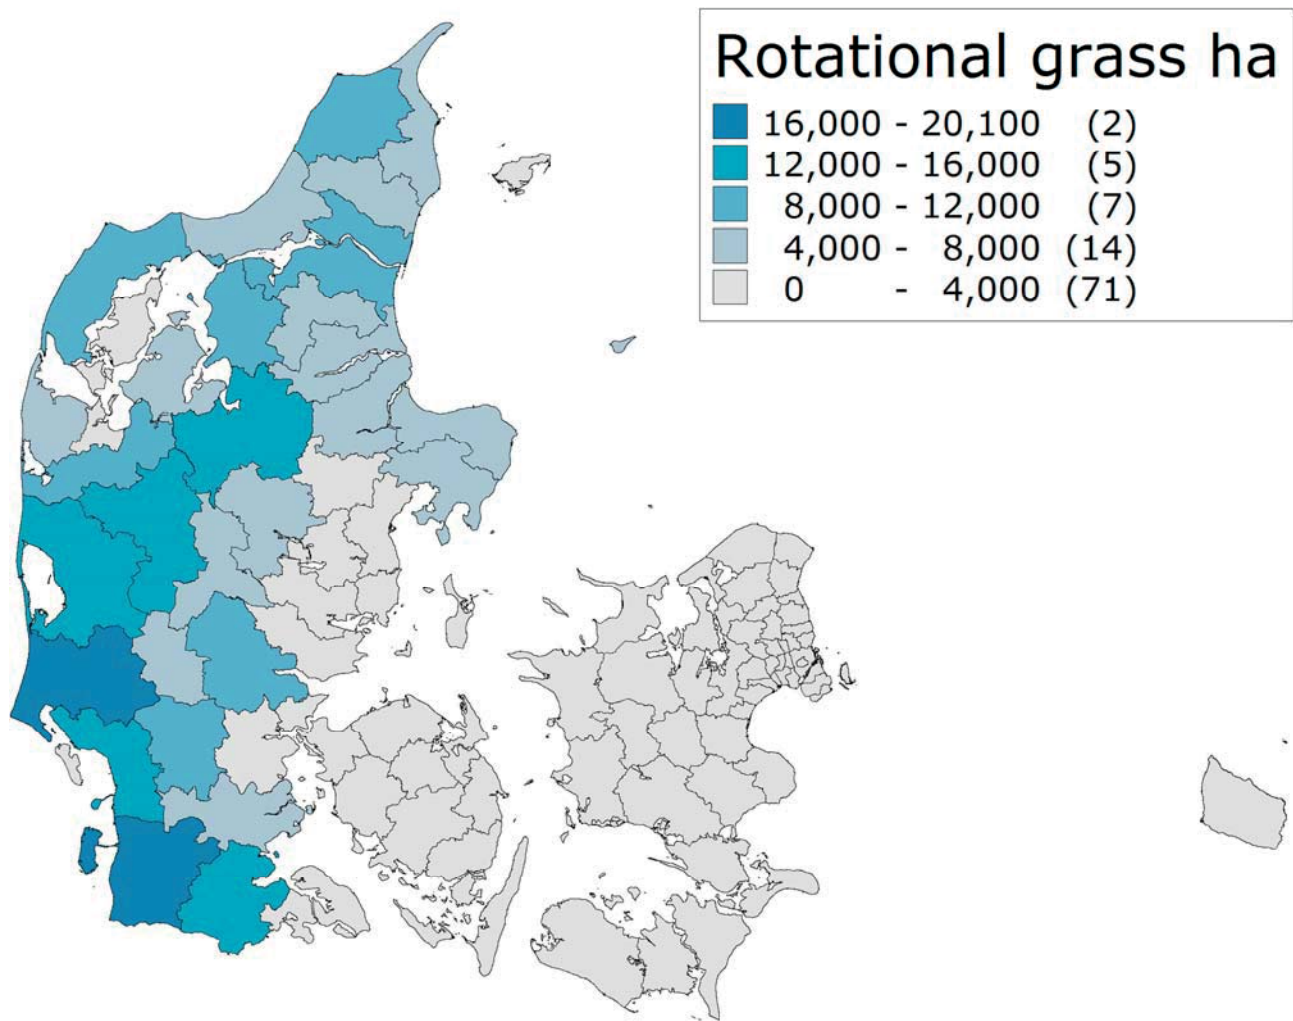 Rotational grass ha
16,000 - 20,100 (2)
12,000 - 16,000 (5)
8,000 - 12,000 (7)
4,000 - 8,000 (14)
0 - 4,000 (71)